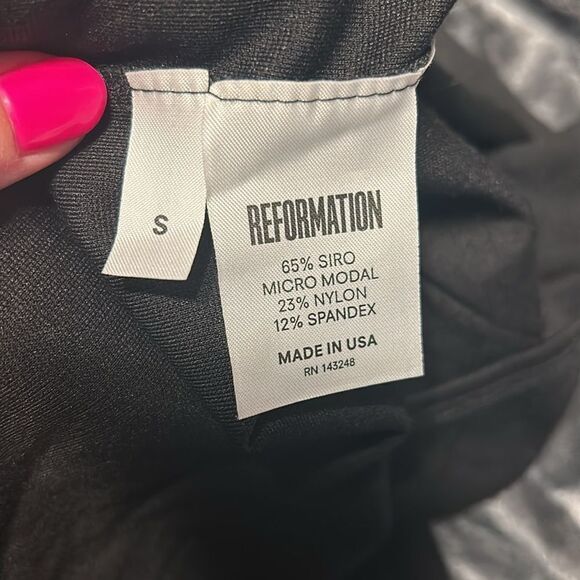 S
REFORMATION
65% SIRO
MICRO MODAL
23% NYLON
12% SPANDEX
MADE IN USA
RN 143248